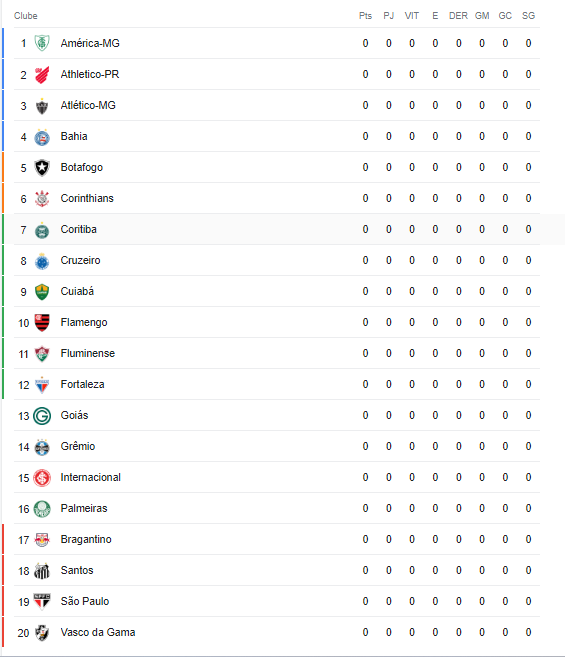 Clube Pts PJ VIT E DER GM GC SG
1 América-MG 0 0 0 0 0 0 0 0
2 Athletico-PR 0 0 0 0 0 0 0 0
3 Atlético-MG 0 0 0 0 0 0 0 0
4 Bahia 0 0 0 0 0 0 0 0
5 Botafogo 0 0 0 0 0 0 0 0
6 Corinthians 0 0 0 0 0 0 0 0
7 Coritiba 0 0 0 0 0 0 0 0
8 Cruzeiro 0 0 0 0 0 0 0 0
9 Cuiabá 0 0 0 0 0 0 0 0
10 Flamengo 0 0 0 0 0 0 0 0
11 Fluminense 0 0 0 0 0 0 0 0
12 Fortaleza 0 0 0 0 0 0 0 0
13 Goiás 0 0 0 0 0 0 0 0
14 Grêmio 0 0 0 0 0 0 0 0
15 Internacional 0 0 0 0 0 0 0 0
16 Palmeiras 0 0 0 0 0 0 0 0
17 Bragantino 0 0 0 0 0 0 0 0
18 Santos 0 0 0 0 0 0 0 0
19 São Paulo 0 0 0 0 0 0 0 0
20 Vasco da Gama 0 0 0 0 0 0 0 0